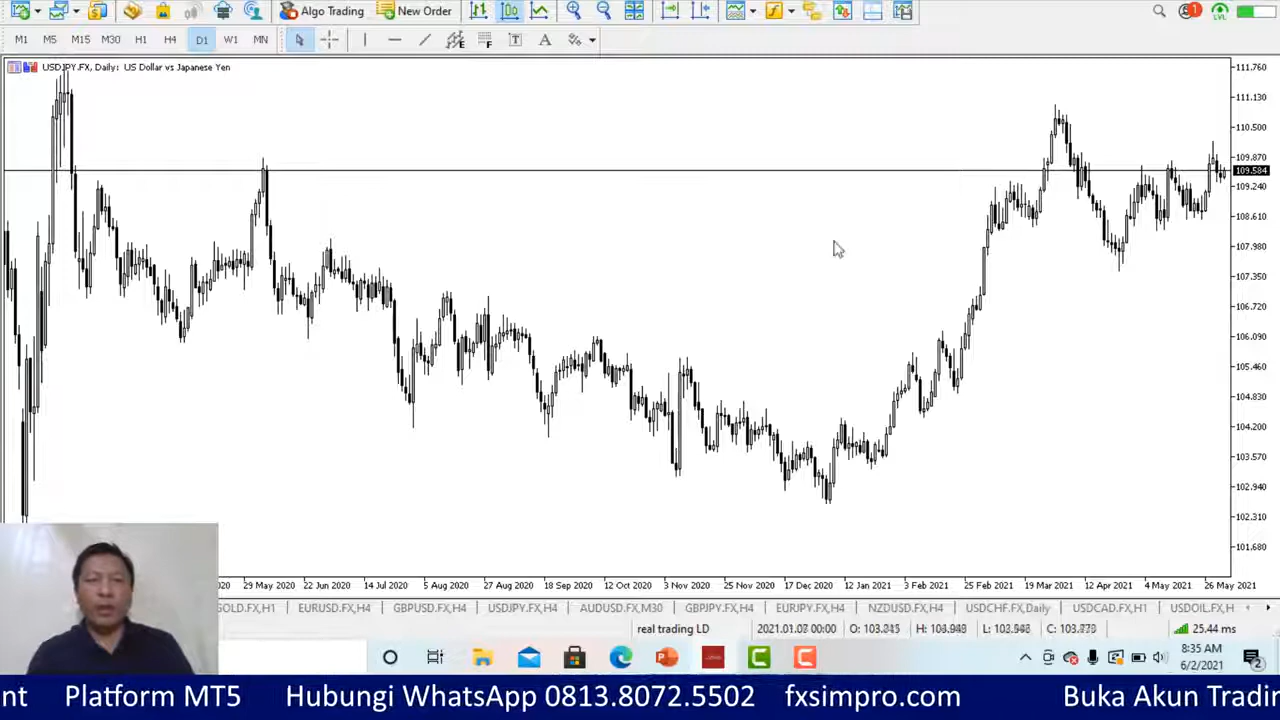 Algo Trading New Order 1
M1 M5 M15 M30 H1 H4 D1 W1 MN
USDJPY.FX, Daily: US Dollar vs Japanese Yen
111.760
111.130
110.500
109.870
109.584
109.240
108.610
107.980
107.350
106.720
106.090
105.460
104.830
104.200
103.570
102.940
102.310
101.680
2020 29 May 2020 22 Jun 2020 14 Jul 2020 5 Aug 2020 27 Aug 2020 18 Sep 2020 12 Oct 2020 3 Nov 2020 25 Nov 2020 17 Dec 2020 12 Jan 2021 3 Feb 2021 25 Feb 2021 19 Mar 2021 12 Apr 2021 4 May 2021 26 May 2021
GOLD.FX,H1 EURUSD.FX,H4 GBPUSD.FX,H4 USDJPY.FX,H4 AUDUSD.FX,M30 GBPJPY.FX,H4 EURJPY.FX,H4 NZDUSD.FX,H4 USDCHF.FX,Daily USDCAD.FX,H1 USDOIL.FX,H
real trading LD 2021.01.07 00:00 25.44 ms
8:35 AM
6/2/2021
2
nt Platform MT5 Hubungi WhatsApp 0813.8072.5502 fxsimpro.com Buka Akun Tradin